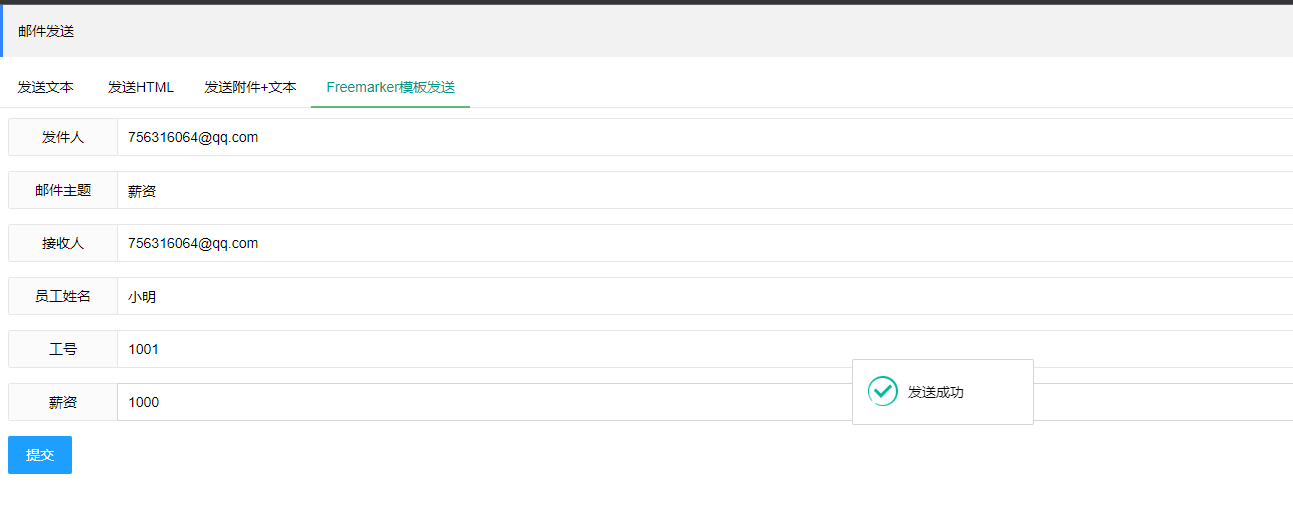 邮件发送
发送文本 发送HTML 发送附件+文本 Freemarker模板发送
发件人 756316064@qq.com
邮件主题 薪资
接收人 756316064@qq.com
员工姓名 小明
工号 1001
薪资 1000
发送成功
提交